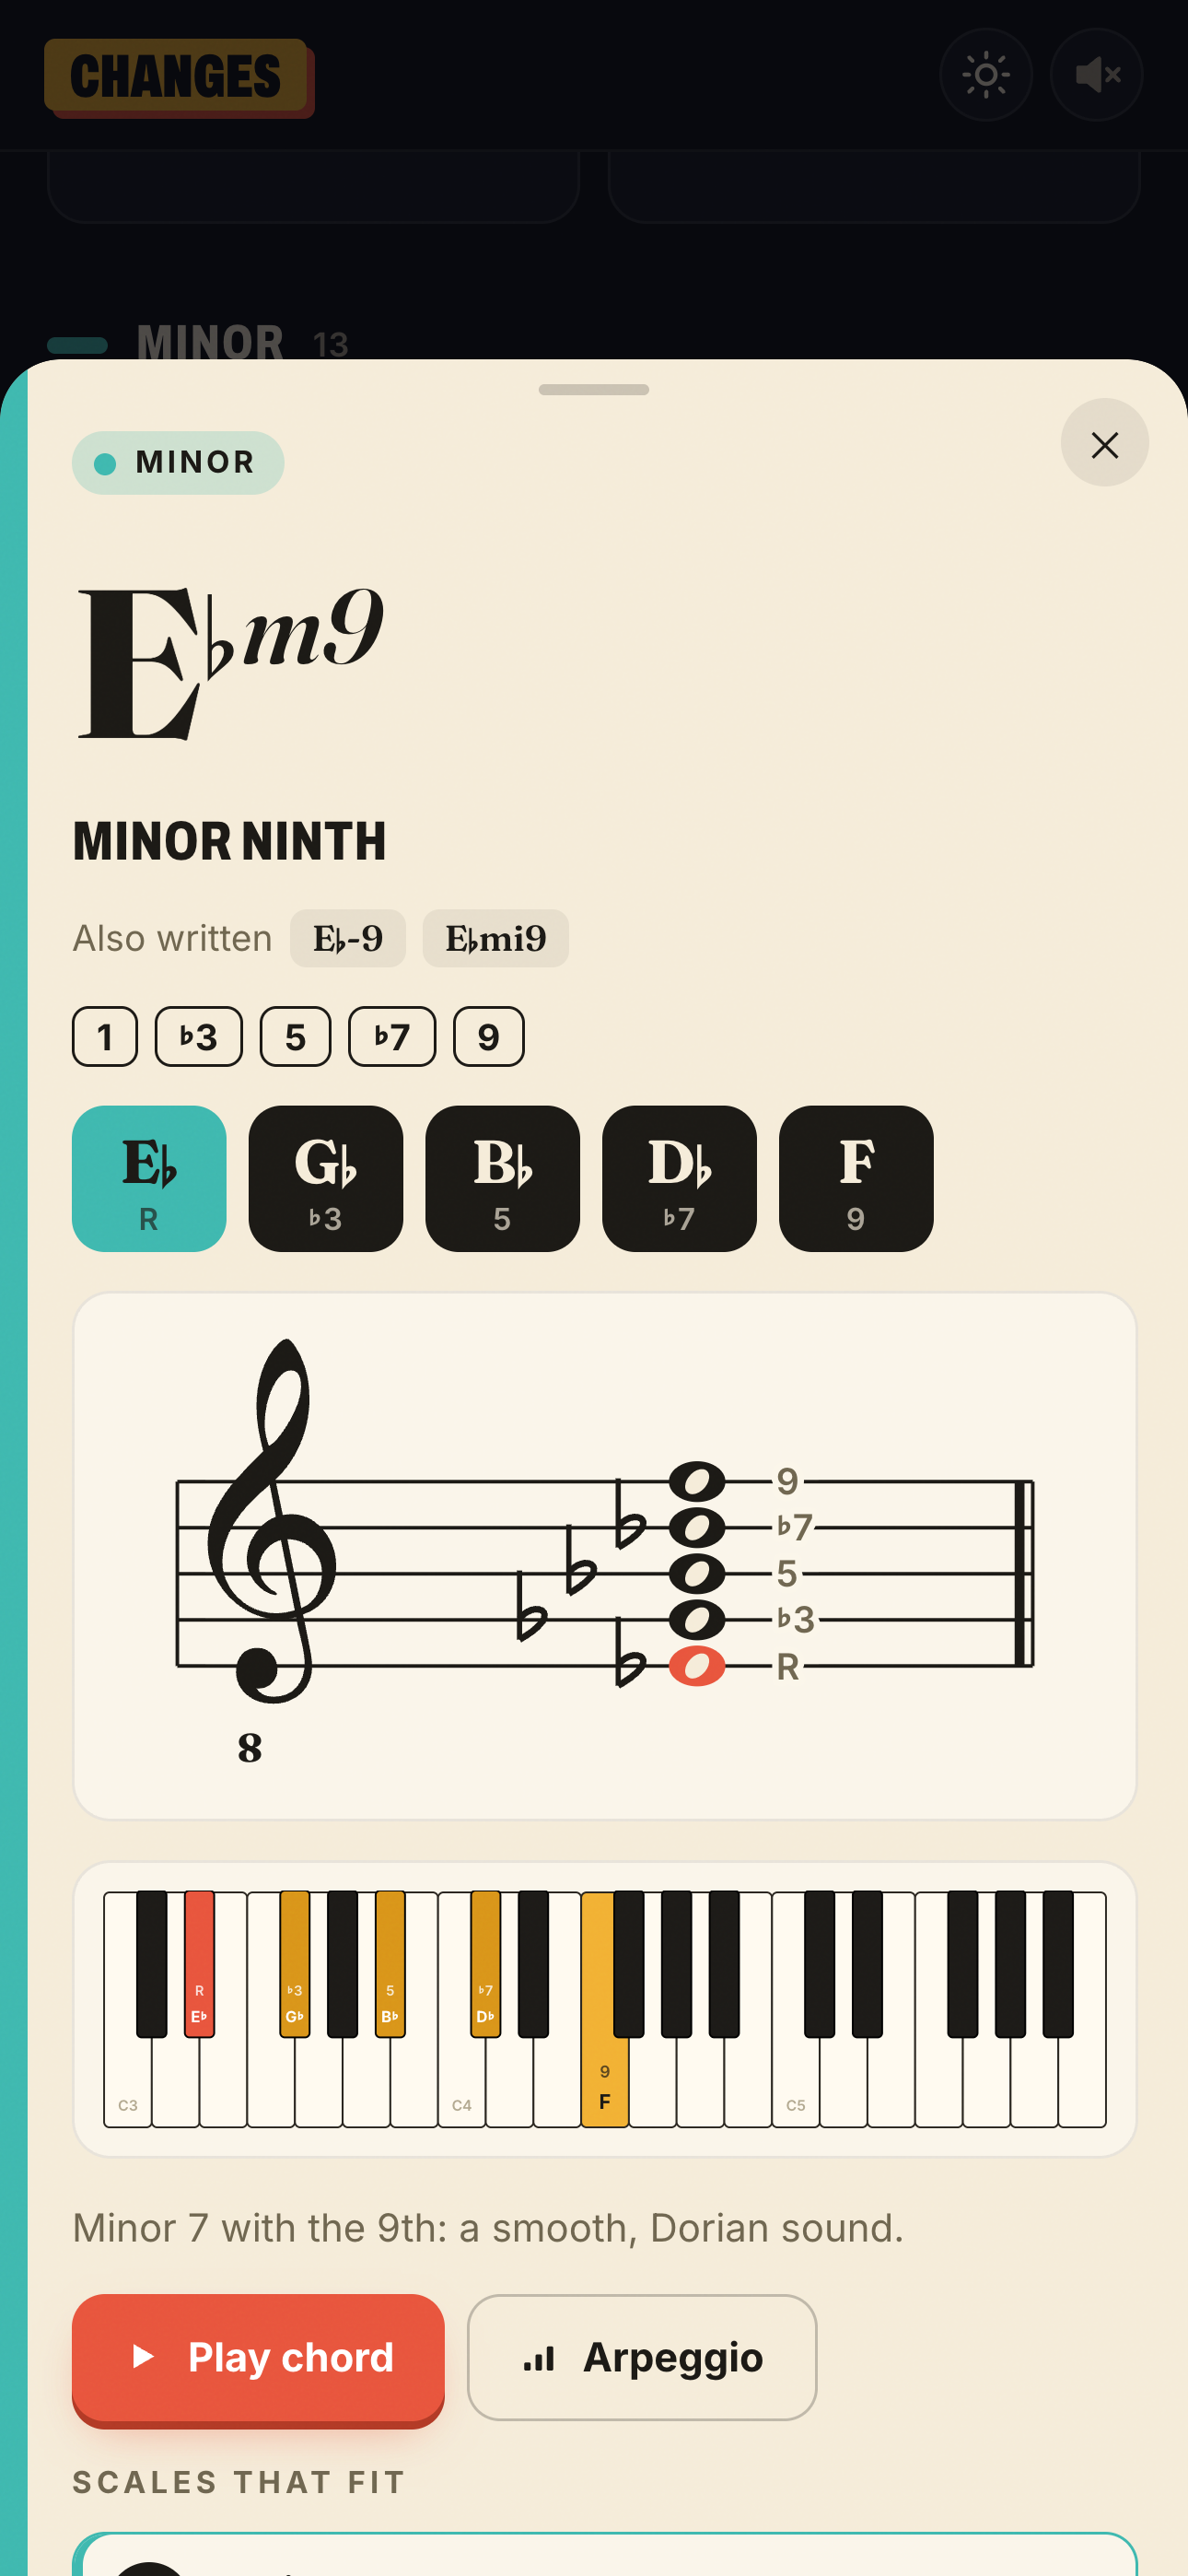 CHANGES
MINOR 13
MINOR
E♭m9
MINOR NINTH
Also written E♭-9 E♭mi9
1 ♭3 5 ♭7 9
E♭ G♭ B♭ D♭ F
R ♭3 5 ♭7 9
9
♭7
5
♭3
R
8
R ♭3 5 ♭7
E♭ G♭ B♭ D♭
9
C3 C4 F C5
Minor 7 with the 9th: a smooth, Dorian sound.
Play chord Arpeggio
SCALES THAT FIT